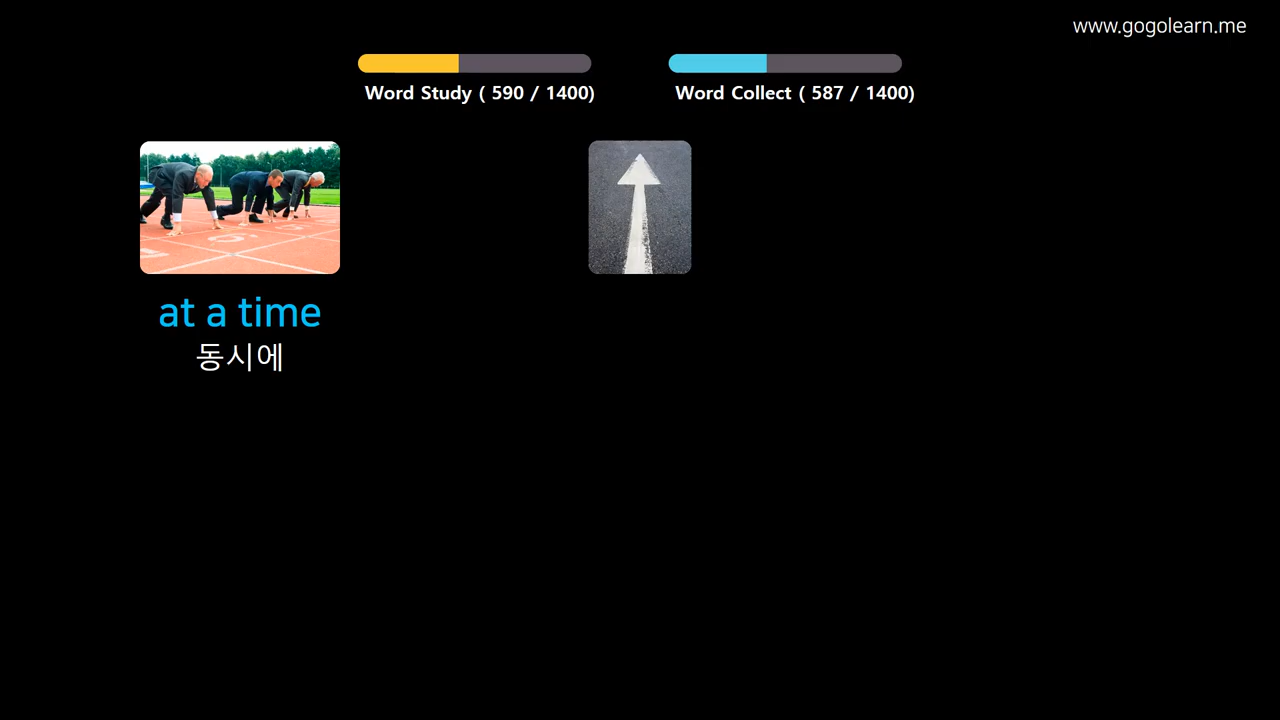 www.gogolearn.me
Word Study ( 590 / 1400)
Word Collect ( 587 / 1400)
at a time
동시에